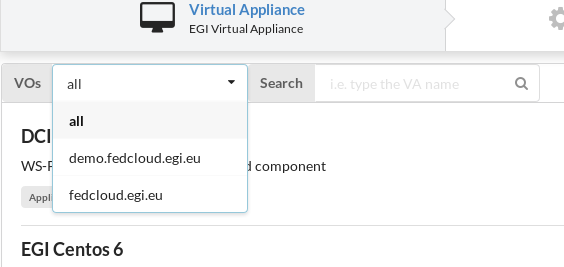 Virtual Appliance
EGI Virtual Appliance
VOs all Search i.e. type the VA name
all
demo.fedcloud.egi.eu
fedcloud.egi.eu
DCI
component
EGI Centos 6